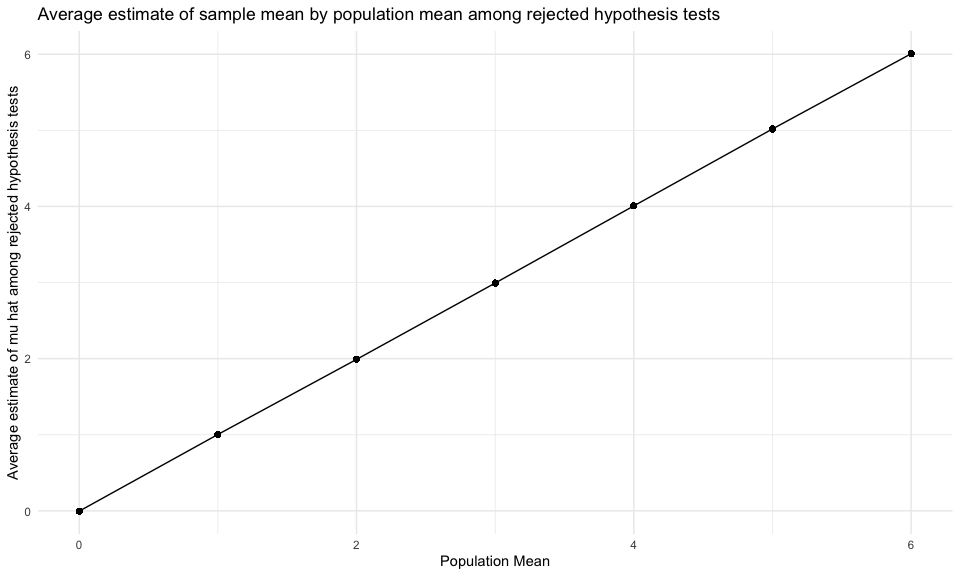 Average estimate of sample mean by population mean among rejected hypothesis tests
Average estimate of mu hat among rejected hypothesis tests
6
4
2
0
0
2
4
6
Population Mean